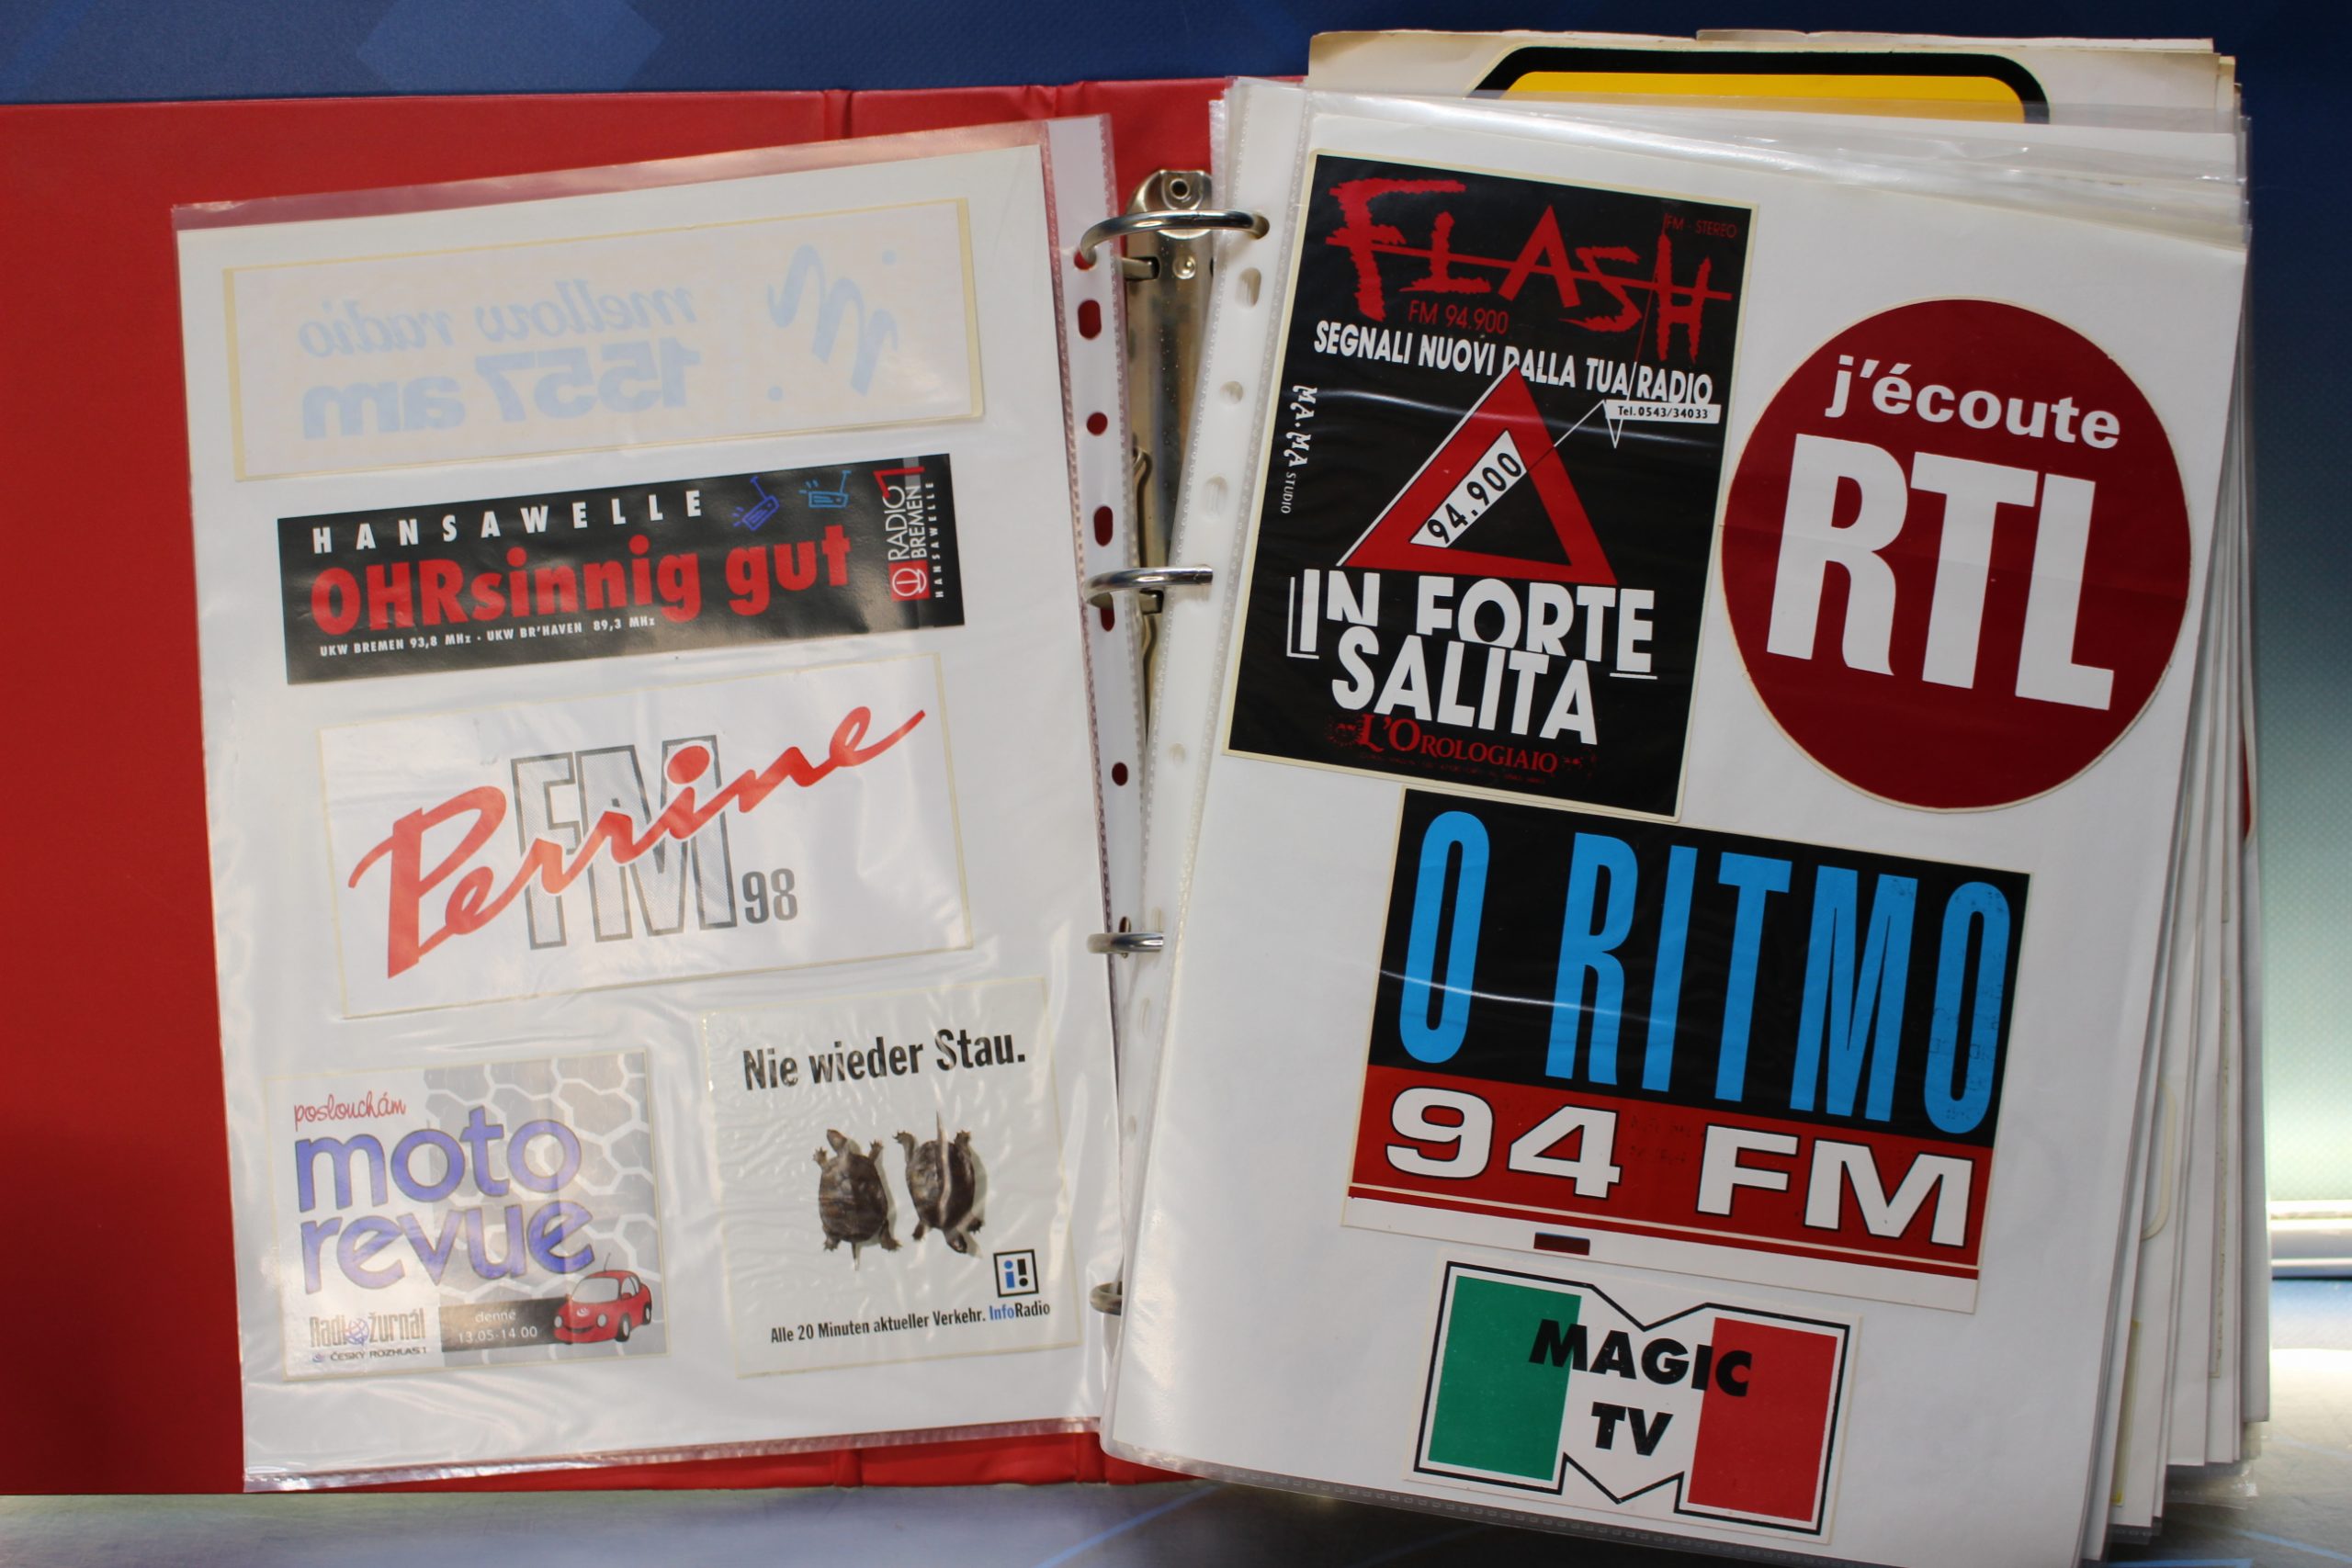 mellow radio
1557 am
HANSAWELLE
OHRsinnig gut
UKW BREMEN 93,8 MHz . UKW BR'HAVEN 89,3 MHz
RADIO 1
BREMEN
HANSAWELLE
Perrine
FM
98
poslouchám
moto
revue
Radiožurnál
ČESKÝ ROZHLAS 1
denně
13.05-14.00
Nie wieder Stau.
i!
Alle 20 Minuten aktueller Verkehr. InfoRadio
FLASH
FM - STEREO
FM 94.900
SEGNALI NUOVI DALLA TUA RADIO
Tel. 0543/34033
MA.MA STUDIO
94.900
IN FORTE
SALITA
L'OROLOGIAIO
j'écoute
RTL
O RITMO
94 FM
MAGIC
TV